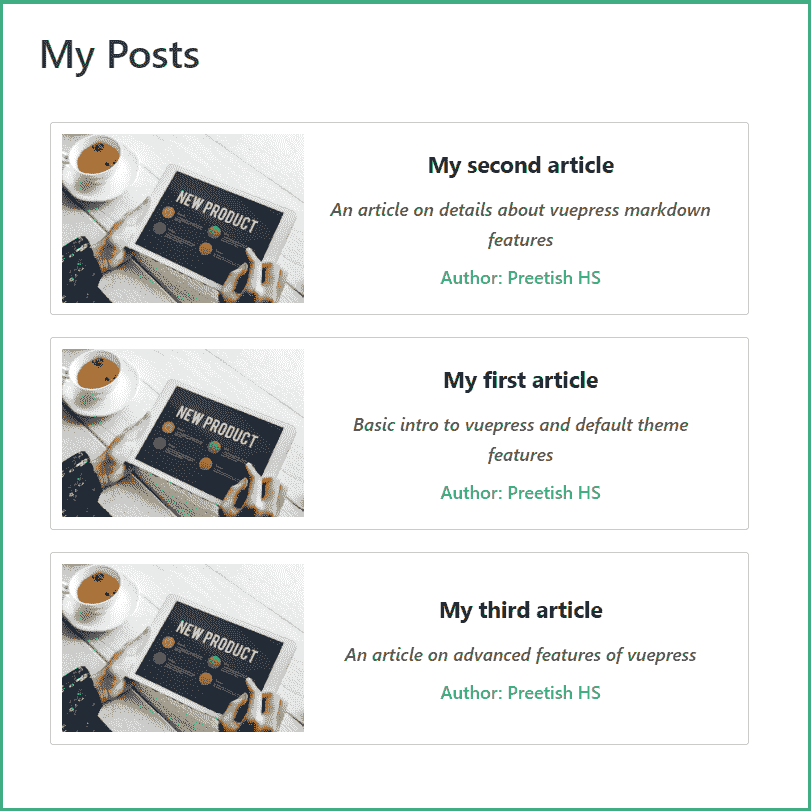 My Posts
NEW PRODUCT
My second article
An article on details about vuepress markdown
features
Author: Preetish HS
NEW PRODUCT
My first article
Basic intro to vuepress and default theme
features
Author: Preetish HS
NEW PRODUCT
My third article
An article on advanced features of vuepress
Author: Preetish HS